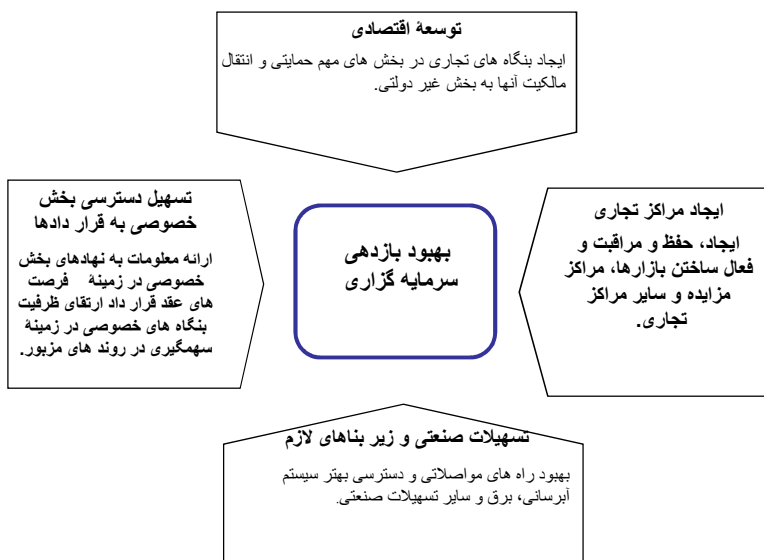 توسعۀ اقتصادی
ایجاد بنگاه های تجاری در بخش های مهم حمایتی و انتقال
مالکیت آنها به بخش غیر دولتی.
ایجاد مراکز تجاری
ایجاد، حفظ و مراقبت و
فعال ساختن بازارها، مراکز
مزایده و سایر مراکز
تجاری.
بهبود بازدهی
سرمایه گزاری
تسهیل دسترسی بخش
خصوصی به قرار دادها
ارائه معلومات به نهادهای بخش
خصوصی در زمینۀ فرصت
های عقد قرار داد ارتقای ظرفیت
بنگاه های خصوصی در زمینۀ
سهمگیری در روند های مزبور.
تسهیلات صنعتی و زیر بناهای لازم
بهبود راه های مواصلاتی و دسترسی بهتر سیستم
آبرسانی، برق و سایر تسهیلات صنعتی.